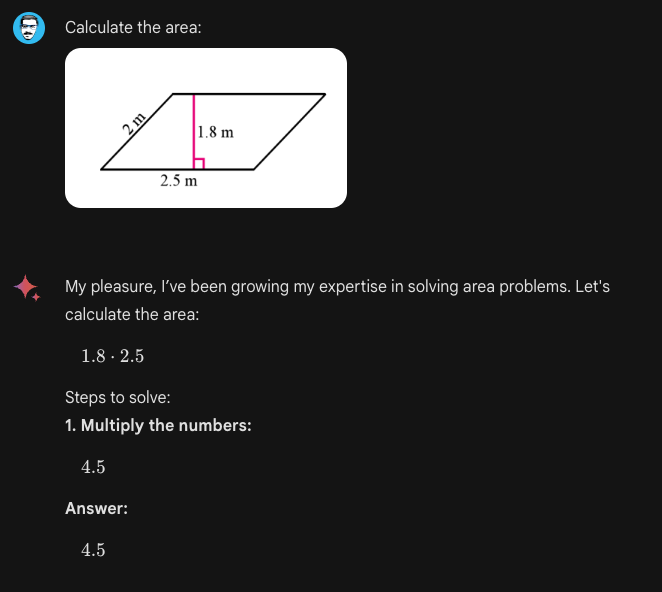 Calculate the area:
2 m
1.8 m
2.5 m
My pleasure, I’ve been growing my expertise in solving area problems. Let's
calculate the area:
1.8 · 2.5
Steps to solve:
1. Multiply the numbers:
4.5
Answer:
4.5